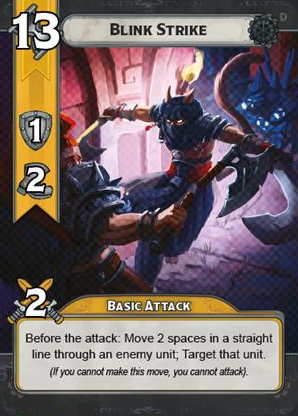 13
BLINK STRIKE
D
1
2
2
BASIC ATTACK
Before the attack: Move 2 spaces in a straight
line through an enemy unit; Target that unit.
(If you cannot make this move, you cannot attack).